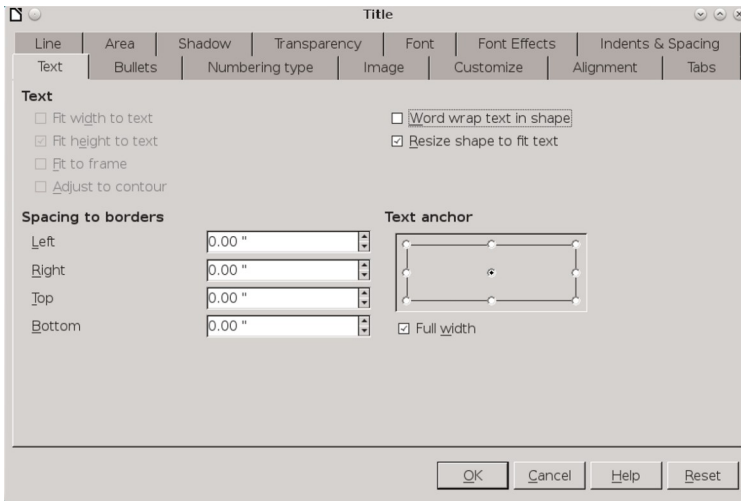 Title
Line Area Shadow Transparency Font Font Effects Indents & Spacing
Text Bullets Numbering type Image Customize Alignment Tabs
Text
Fit width to text
Fit height to text
Fit to frame
Adjust to contour
Word wrap text in shape
Resize shape to fit text
Spacing to borders
Left 0.00 "
Right 0.00 "
Top 0.00 "
Bottom 0.00 "
Text anchor
Full width
OK Cancel Help Reset